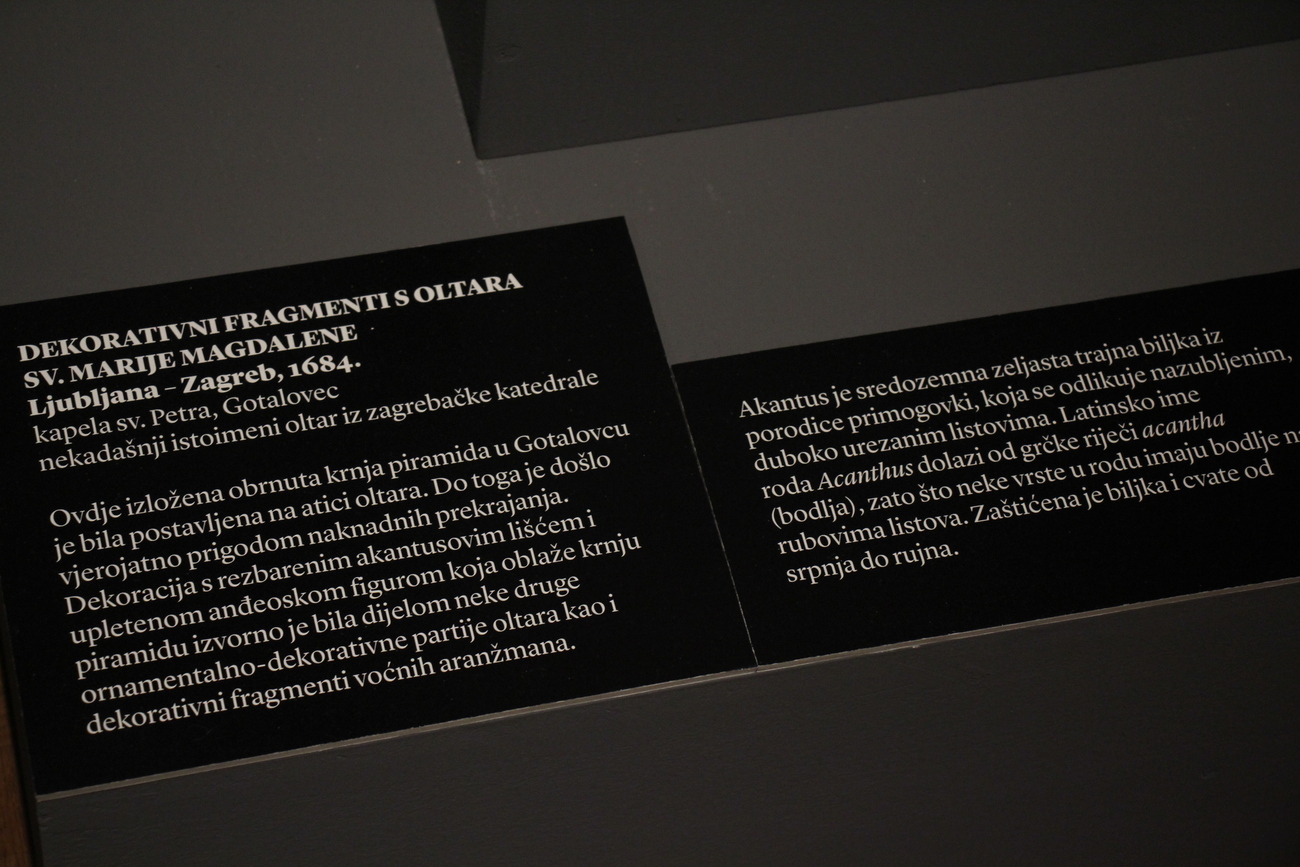 DEKORATIVNI FRAGMENTI S OLTARA
SV. MARIJE MAGDALENE
Ljubljana – Zagreb, 1684.
kapela sv. Petra, Gotalovec
nekadašnji istoimeni oltar iz zagrebačke katedrale
Ovdje izložena obrnuta krnja piramida u Gotalovcu
je bila postavljena na atici oltara. Do toga je došlo
vjerojatno prigodom naknadnih prekrajanja.
Dekoracija s rezbarenim akantusovim lišćem i
upletenom anđeoskom figurom koja oblaže krnju
piramidu izvorno je bila dijelom neke druge
ornamentalno-dekorativne partije oltara kao i
dekorativni fragmenti voćnih aranžmana.
Akantus je sredozemna zeljasta trajna biljka iz
porodice primogovki, koja se odlikuje nazubljenim,
duboko urezanim listovima. Latinsko ime
roda Acanthus dolazi od grčke riječi acantha
(bodlja), zato što neke vrste u rodu imaju bodlje
rubovima listova. Zaštićena je biljka i cvate od
srpnja do rujna.